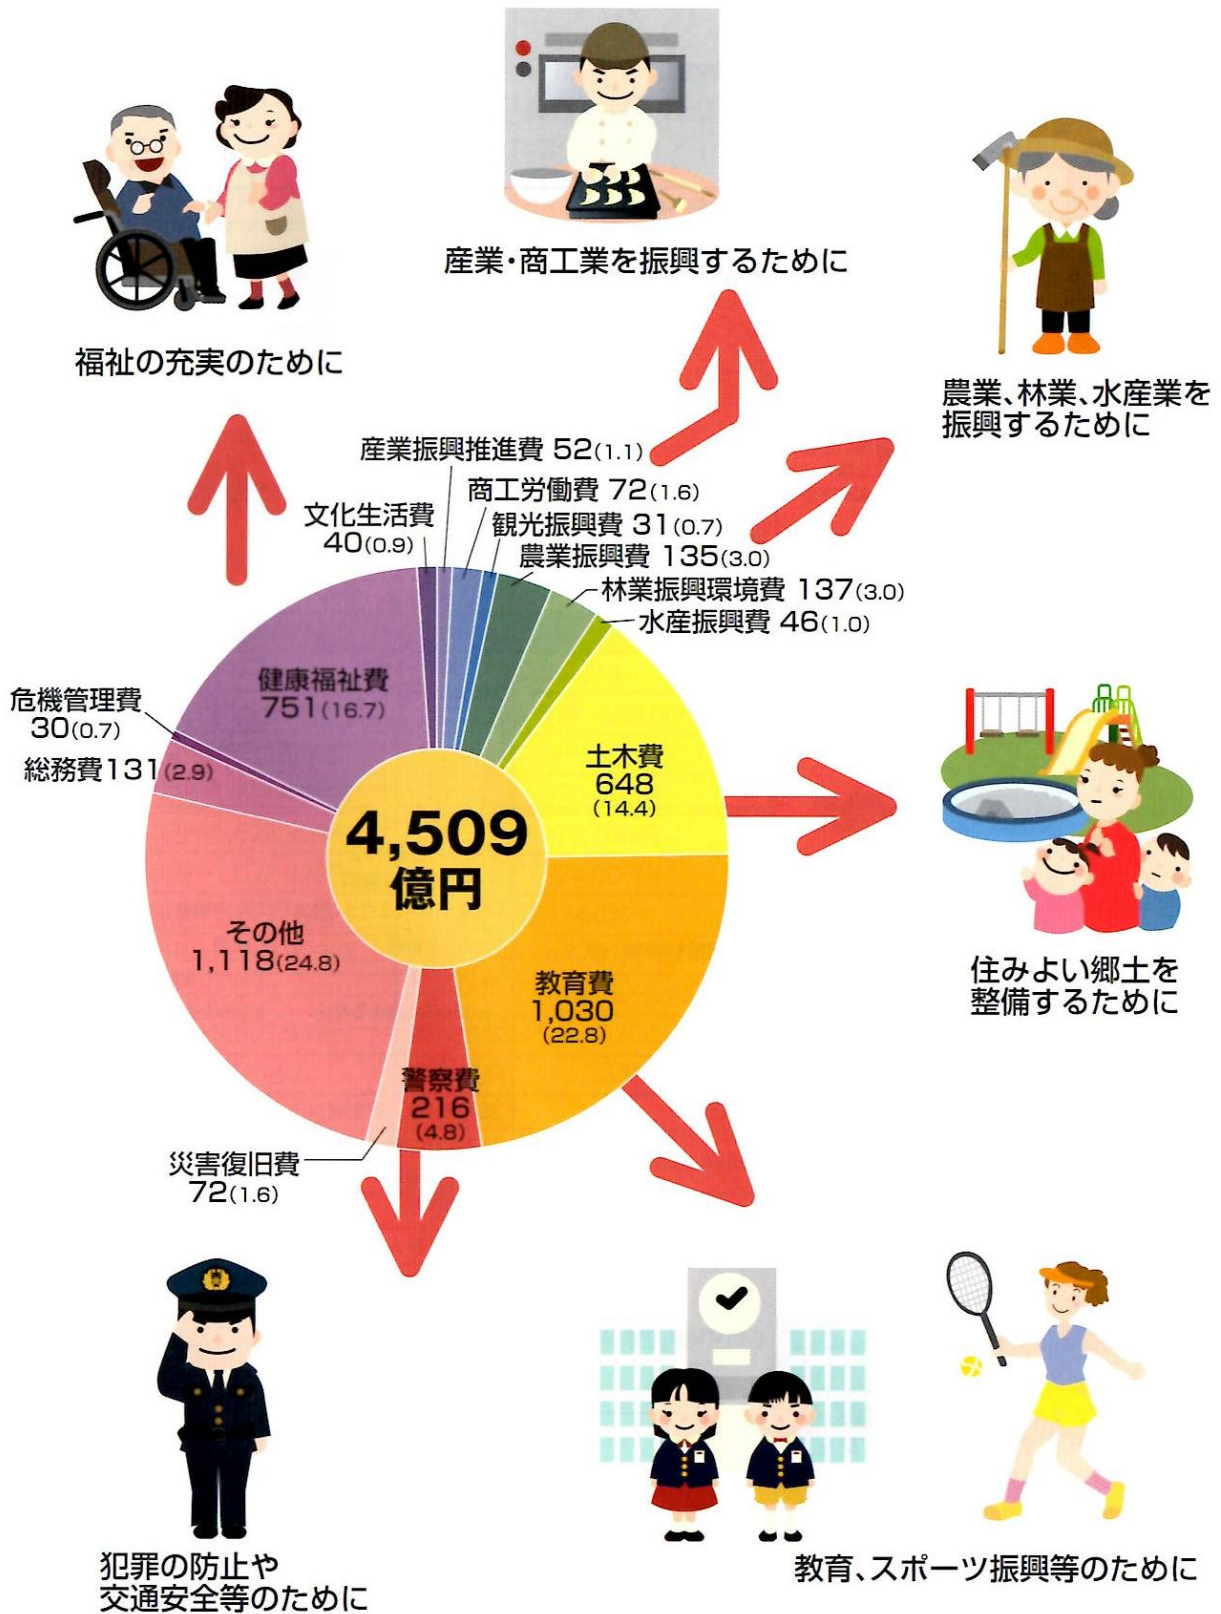 産業・商工業を振興するために
福祉の充実のために
農業、林業、水産業を
振興するために
産業振興推進費 52(1.1)
商工労働費 72(1.6)
文化生活費
40(0.9)
観光振興費 31(0.7)
農業振興費 135(3.0)
林業振興環境費 137(3.0)
水産振興費 46(1.0)
健康福祉費
751(16.7)
危機管理費
30(0.7)
総務費131(2.9)
土木費
648
(14.4)
4,509
億円
その他
1,118(24.8)
教育費
1,030
(22.8)
警察費
216
(4.8)
災害復旧費
72(1.6)
住みよい郷土を
整備するために
犯罪の防止や
交通安全等のために
教育、スポーツ振興等のために